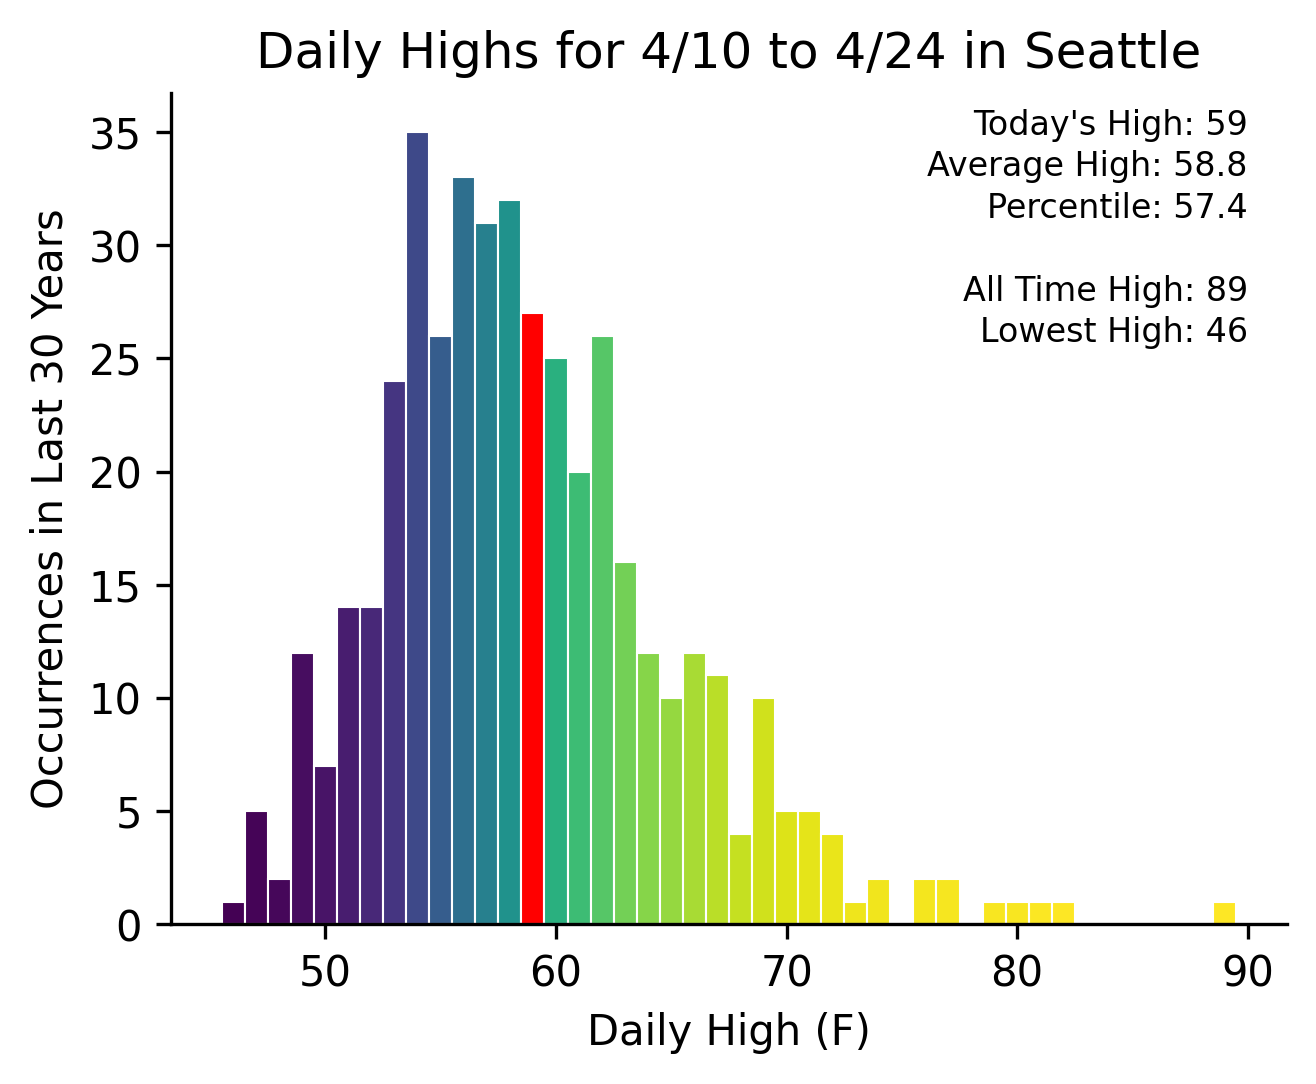 Daily Highs for 4/10 to 4/24 in Seattle
Today's High: 59
Average High: 58.8
Percentile: 57.4
All Time High: 89
Lowest High: 46
Occurrences in Last 30 Years
35
30
25
20
15
10
5
0
50 60 70 80 90
Daily High (F)